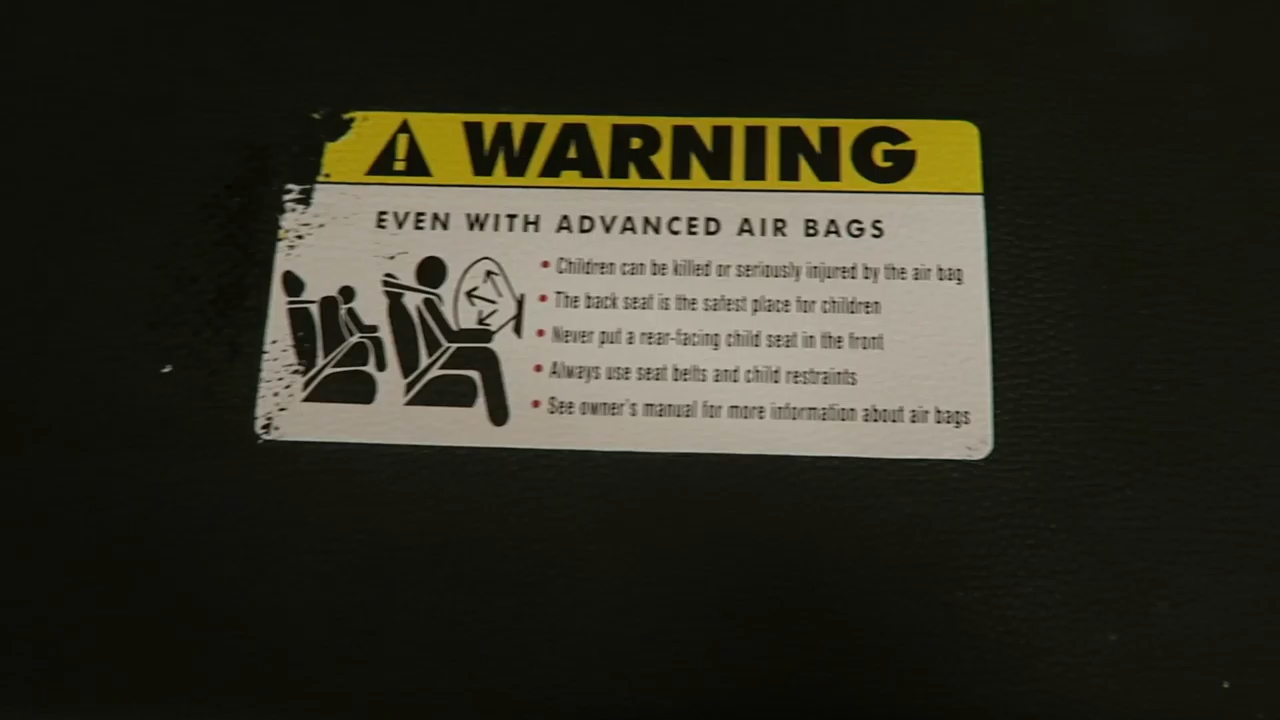 WARNING
EVEN WITH ADVANCED AIR BAGS
• Children can be killed or seriously injured by the air bag
• The back seat is the safest place for children
• Never put a rear-facing child seat in the front
• Always use seat belts and child restraints
• See owner's manual for more information about air bags